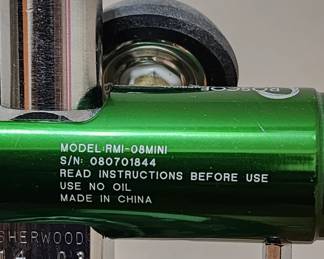 MODEL:RMI-08MINI
S/N: 080701844
READ INSTRUCTIONS BEFORE USE
USE NO OIL
MADE IN CHINA
SHERWOOD